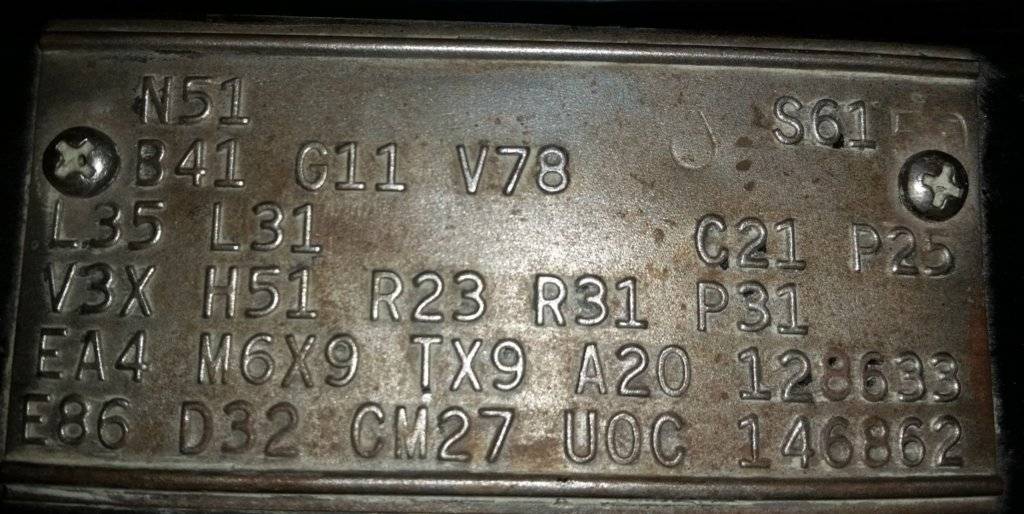 N51 S61
B41 G11 V78
L35 L31 C21 P25
V3X H51 R23 R31 P31
EA4 M6X9 TX9 A20 128633
E86 D32 CM27 U0C 146862